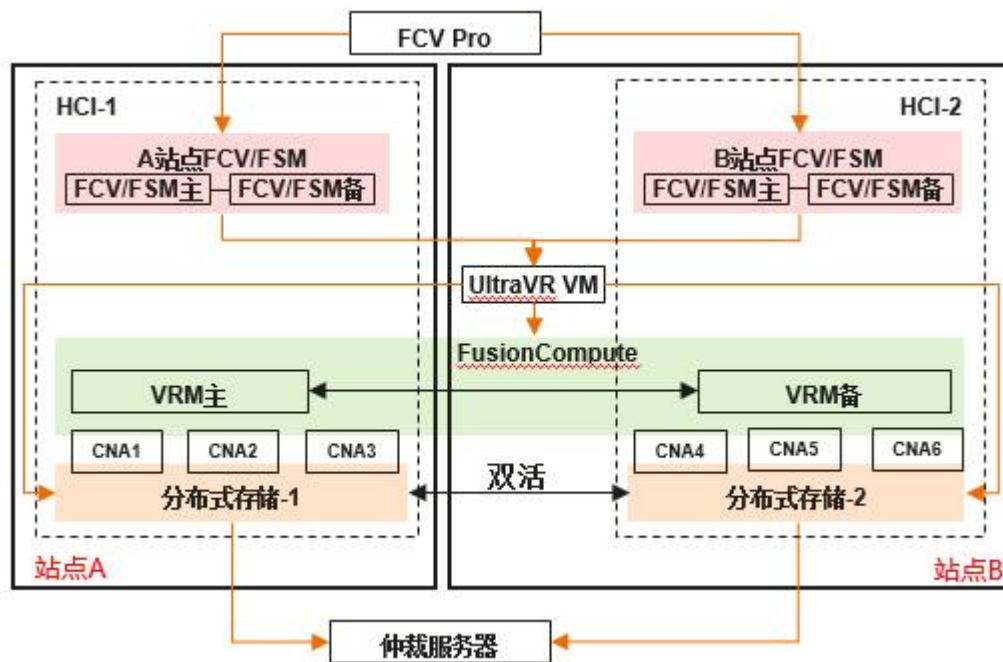 FCV Pro
HCI-1
HCI-2
A站点FCV/FSM
FCV/FSM主
FCV/FSM备
B站点FCV/FSM
FCV/FSM主
FCV/FSM备
UltraVR VM
FusionCompute
VRM主
VRM备
CNA1
CNA2
CNA3
CNA4
CNA5
CNA6
双活
分布式存储-1
分布式存储-2
站点A
站点B
仲裁服务器